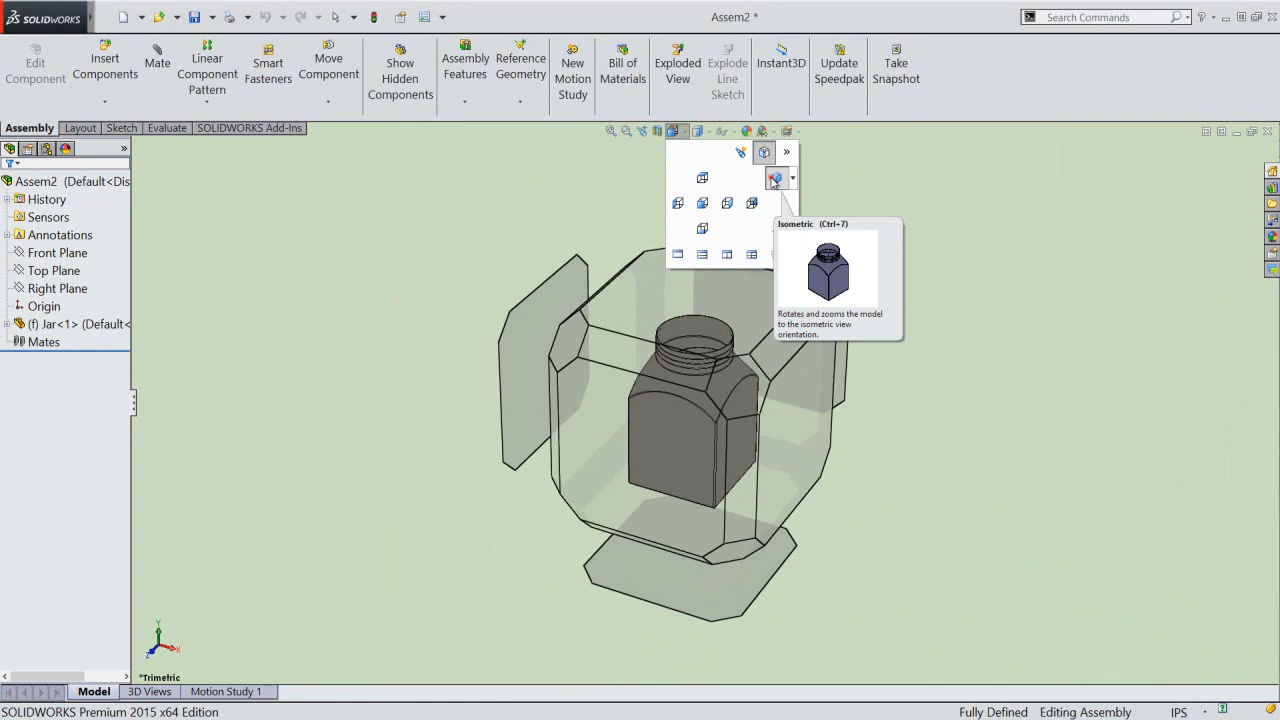 SOLIDWORKS
Assem2 *
Search Commands
Edit Component
Insert Components
Mate
Linear Component Pattern
Smart Fasteners
Move Component
Show Hidden Components
Assembly Features
Reference Geometry
New Motion Study
Bill of Materials
Exploded View
Explode Line Sketch
Instant3D
Update Speedpak
Take Snapshot
Assembly
Layout
Sketch
Evaluate
SOLIDWORKS Add-Ins
Assem2 (Default<Dis
History
Sensors
Annotations
Front Plane
Top Plane
Right Plane
Origin
(f) Jar<1> (Default<
Mates
Isometric (Ctrl+7)
Rotates and zooms the model
to the isometric view
orientation.
Y
X
Z
*Trimetric
Model
3D Views
Motion Study 1
SOLIDWORKS Premium 2015 x64 Edition
Fully Defined
Editing Assembly
IPS